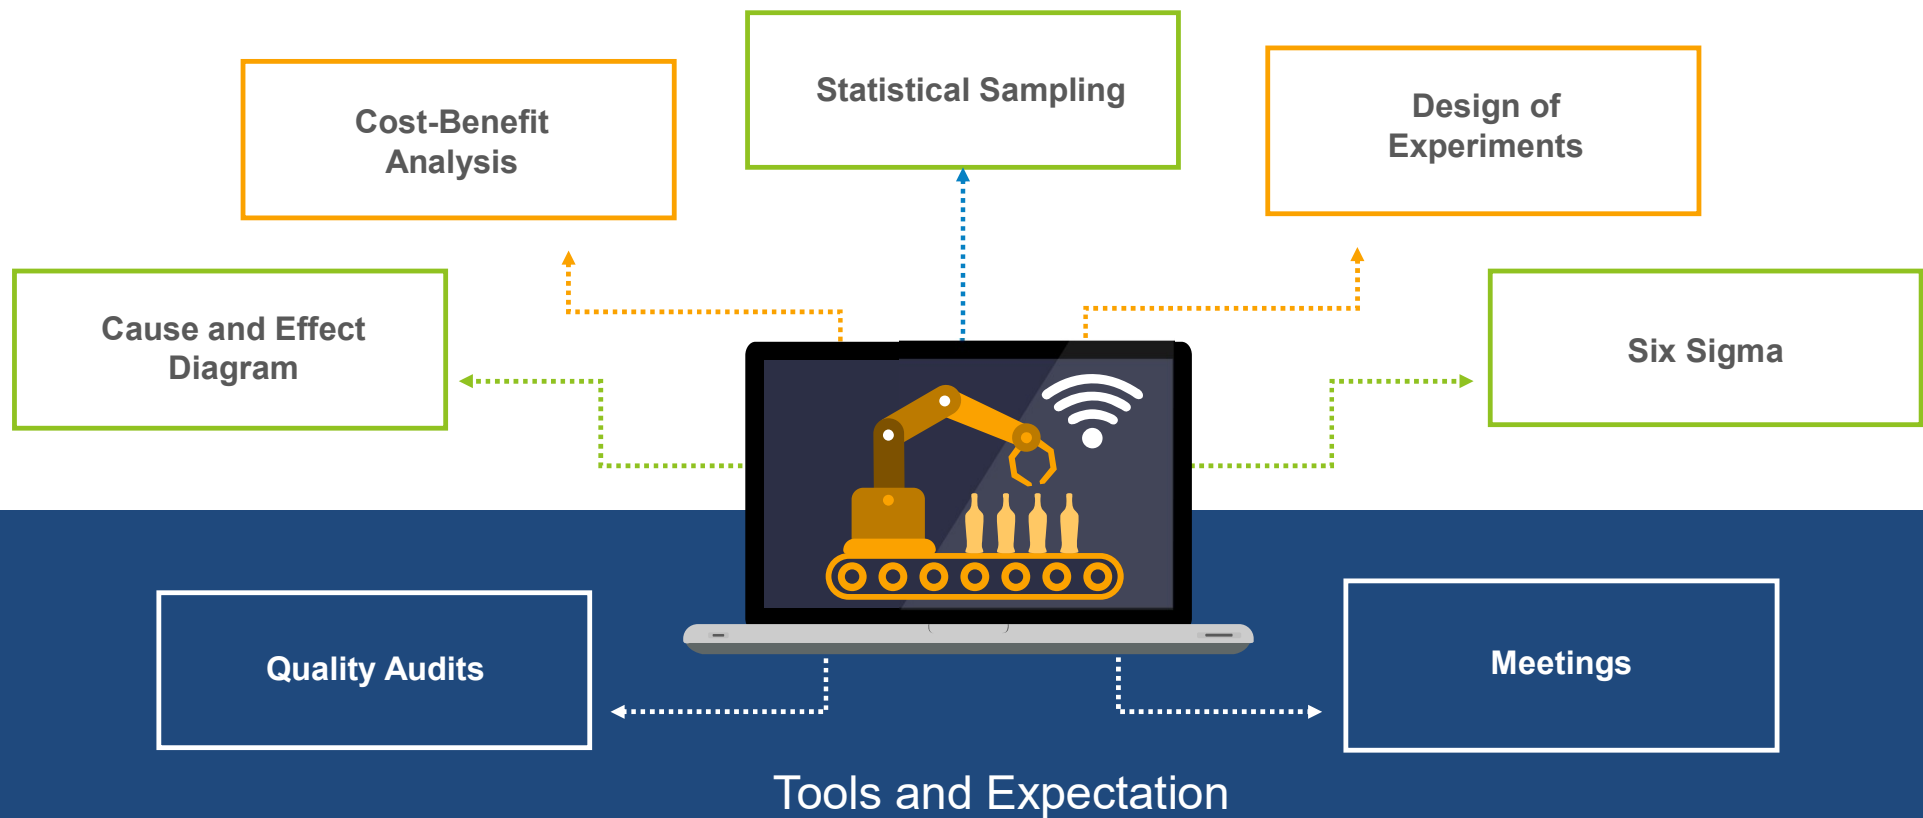 Statistical Sampling
Cost-Benefit
Analysis
Design of
Experiments
Cause and Effect
Diagram
Six Sigma
Quality Audits
Meetings
Tools and Expectation